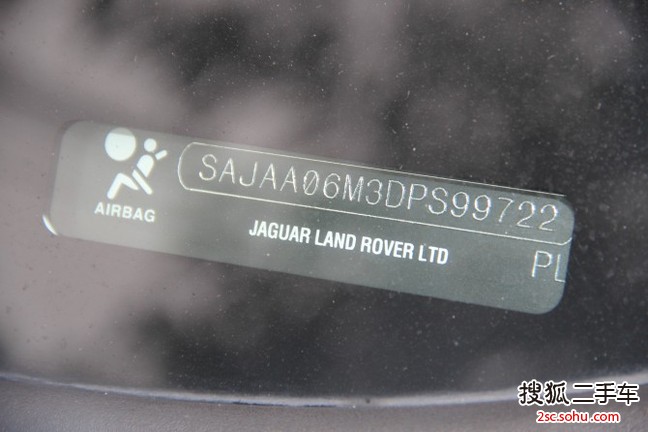 SAJAA06M3DPS99722
AIRBAG
JAGUAR LAND ROVER LTD
PL
搜狐二手车
2sc.sohu.com